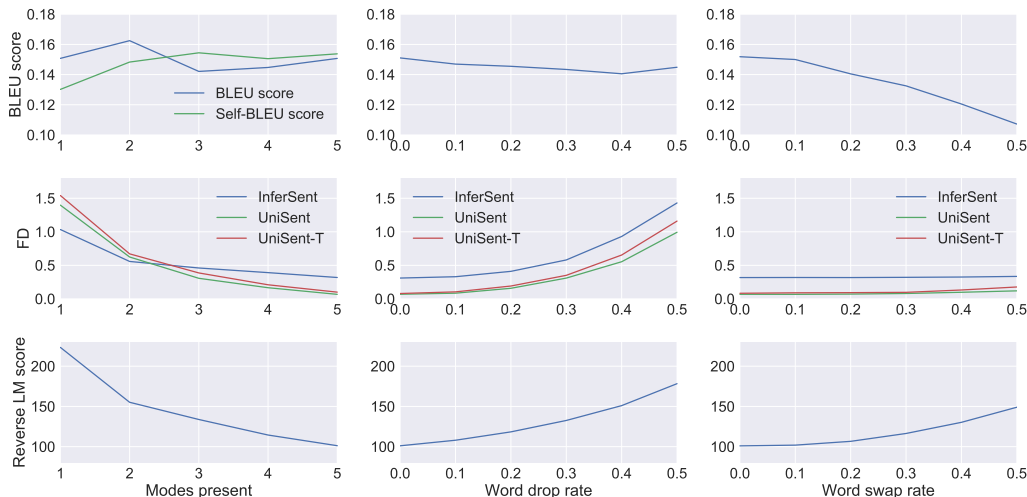 BLEU score
0.18
0.16
0.14
0.12
0.10
1 2 3 4 5
BLEU score
Self-BLEU score
0.18
0.16
0.14
0.12
0.10
0.0 0.1 0.2 0.3 0.4 0.5
0.18
0.16
0.14
0.12
0.10
0.0 0.1 0.2 0.3 0.4 0.5
FD
1.5
1.0
0.5
0.0
1 2 3 4 5
InferSent
UniSent
UniSent-T
1.5
1.0
0.5
0.0
0.0 0.1 0.2 0.3 0.4 0.5
InferSent
UniSent
UniSent-T
1.5
1.0
0.5
0.0
0.0 0.1 0.2 0.3 0.4 0.5
InferSent
UniSent
UniSent-T
Reverse LM score
200
150
100
1 2 3 4 5
Modes present
200
150
100
0.0 0.1 0.2 0.3 0.4 0.5
Word drop rate
200
150
100
0.0 0.1 0.2 0.3 0.4 0.5
Word swap rate